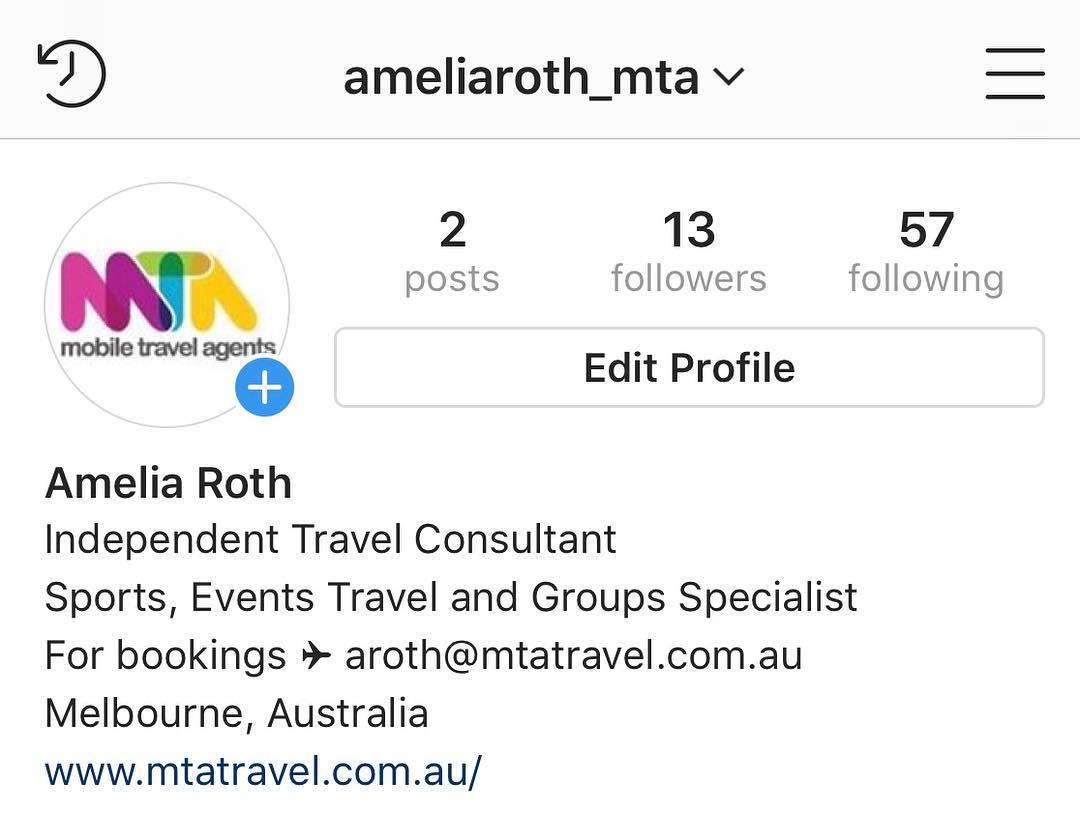 ameliaroth_mta
MTA
mobile travel agents
2 13 57
posts followers following
Edit Profile
Amelia Roth
Independent Travel Consultant
Sports, Events Travel and Groups Specialist
For bookings ✈ aroth@mtatravel.com.au
Melbourne, Australia
www.mtatravel.com.au/